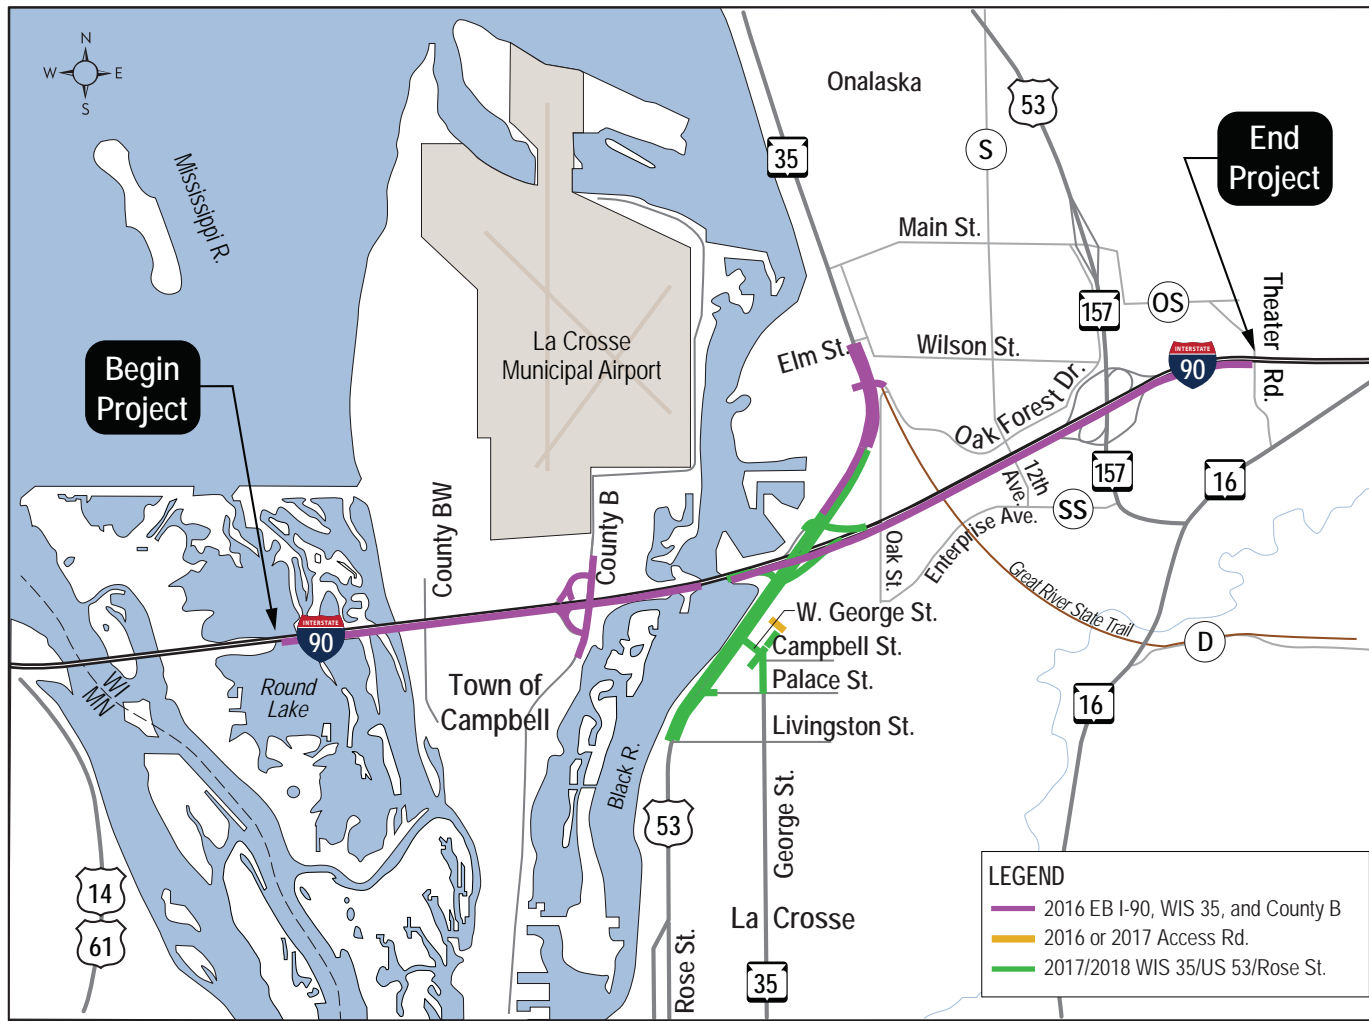 N
W
E
S
Mississippi R.
Onalaska
53
S
35
End
Project
Main St.
157
OS
Theater Rd.
La Crosse
Municipal Airport
Elm St.
Wilson St.
INTERSTATE
90
Begin
Project
Oak Forest Dr.
157
16
12th
Ave.
SS
Enterprise Ave.
Oak St.
County BW
County B
Great River State Trail
INTERSTATE
90
W. George St.
Campbell St.
D
WI
MN
Round
Lake
Town of
Campbell
Palace St.
16
Livingston St.
Black R.
53
George St.
14
61
La Crosse
Rose St.
35
LEGEND
2016 EB I-90, WIS 35, and County B
2016 or 2017 Access Rd.
2017/2018 WIS 35/US 53/Rose St.